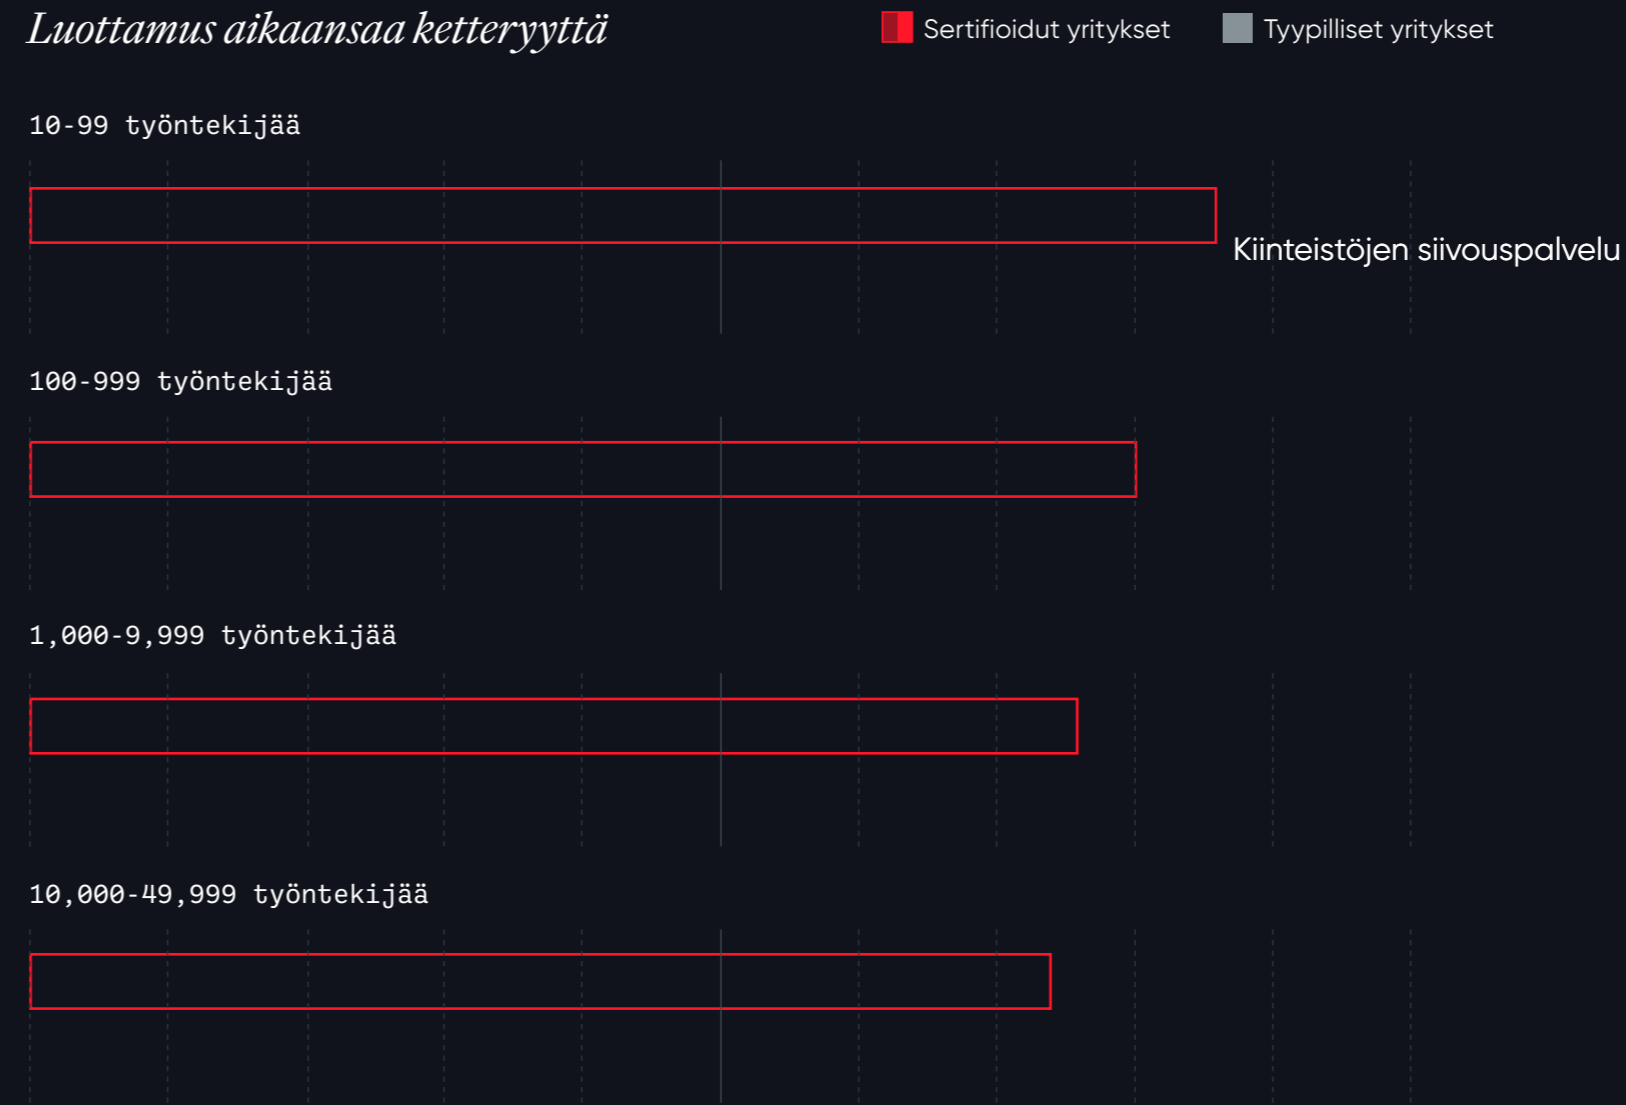 Luottamus aikaansaa ketteryyttä
Sertifioidut yritykset
Tyypilliset yritykset
10-99 työntekijää
Kiinteistöjen siivouspalvelu
100-999 työntekijää
1,000-9,999 työntekijää
10,000-49,999 työntekijää